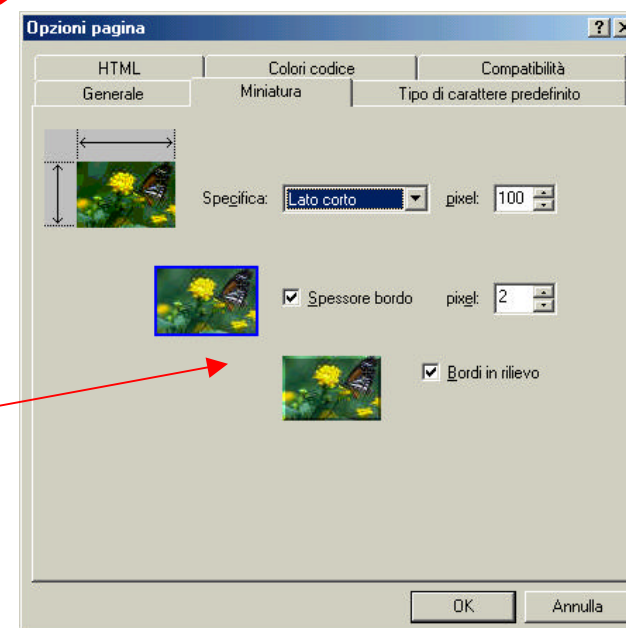 Opzioni pagina
HTML Colori codice Compatibilità
Generale Miniatura Tipo di carattere predefinito
Specifica: Lato corto pixel: 100
Spessore bordo pixel: 2
Bordi in rilievo
OK Annulla